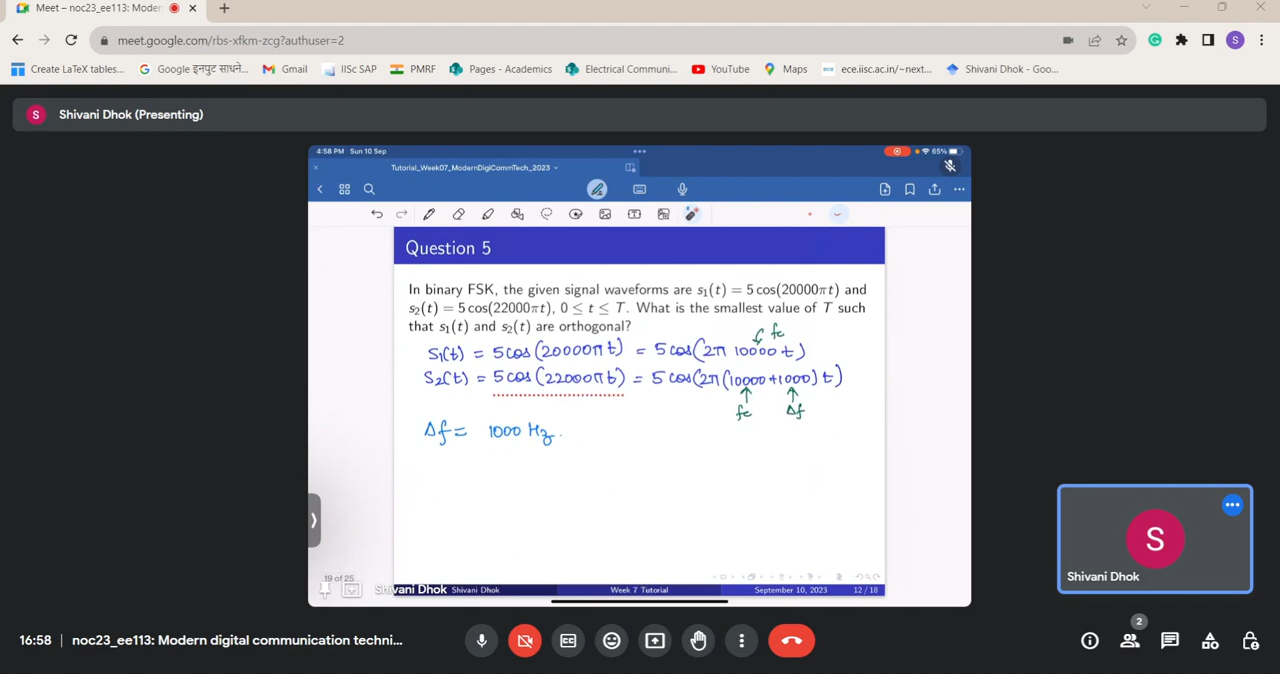 Meet – noc23_ee113: Modern
meet.google.com/rbs-xfkm-zcg?authuser=2
S
Create LaTeX tables... Google इनपुट साधने... Gmail IISc SAP PMRF Pages - Academics Electrical Communi... YouTube Maps ece.iisc.ac.in/~next... Shivani Dhok - Goo...
S Shivani Dhok (Presenting)
4:58 PM Sun 10 Sep 65%
Tutorial_Week07_ModernDigiCommTech_2023
Question 5
In binary FSK, the given signal waveforms are s₁(t) = 5 cos(20000πt) and
s₂(t) = 5 cos(22000πt), 0 ≤ t ≤ T. What is the smallest value of T such
that s₁(t) and s₂(t) are orthogonal?
fc
S₁(t) = 5cos(20000πt) = 5cos(2π 10000 t)
S₂(t) = 5cos(22000πt) = 5cos(2π(10000+1000)t)
fc Δf
Δf = 1000 Hz.
19 of 25
Shivani Dhok Shivani Dhok Week 7 Tutorial September 10, 2023 12 / 18
S
Shivani Dhok
16:58 | noc23_ee113: Modern digital communication techni...
2